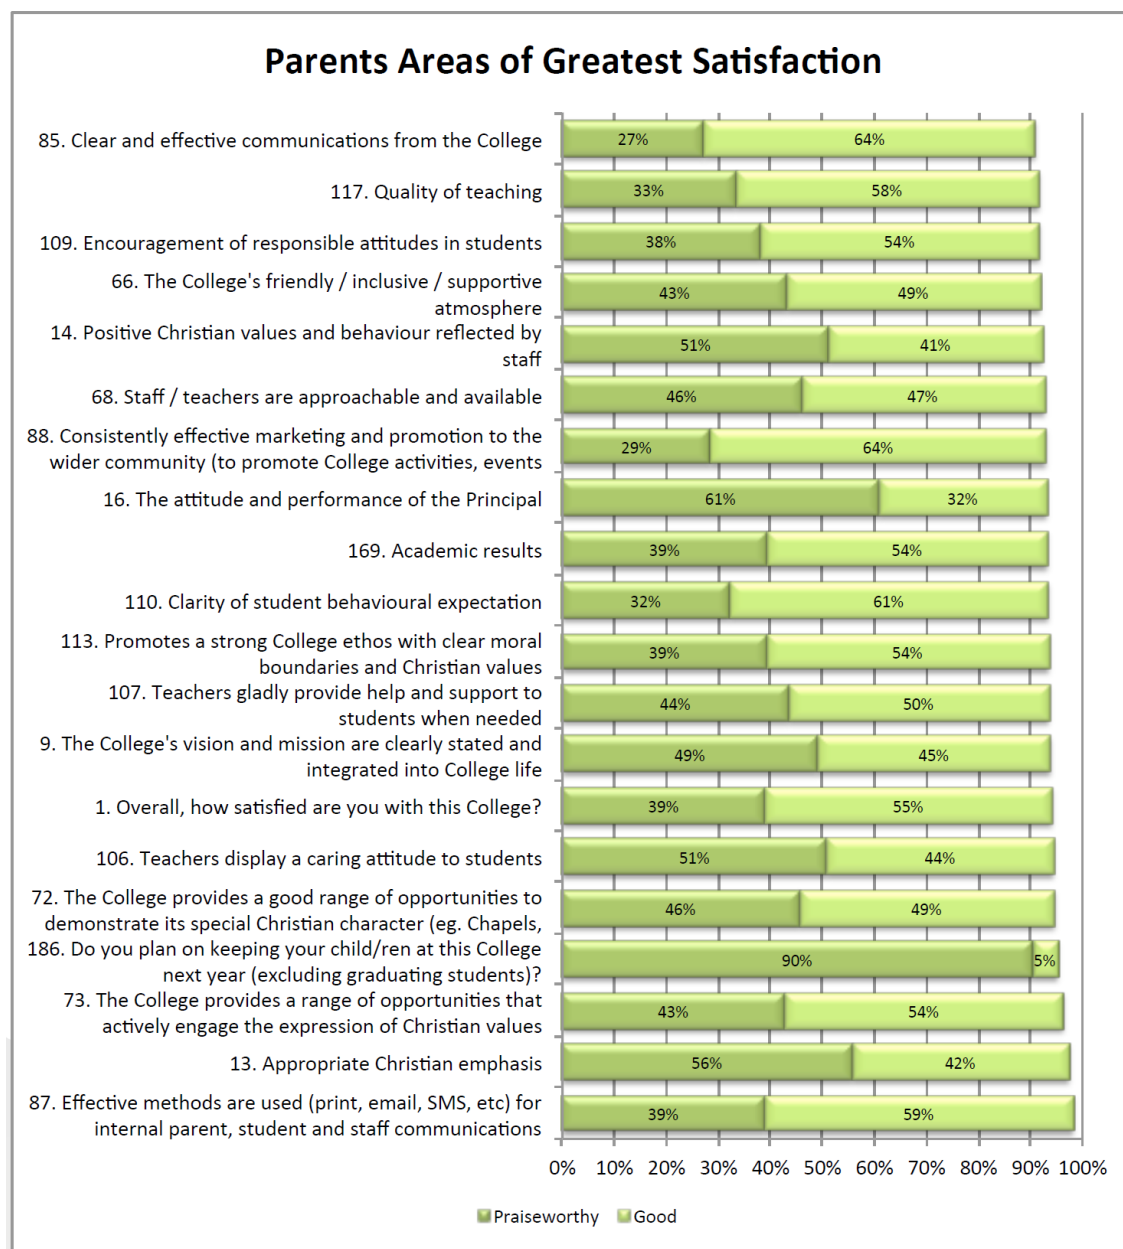 Parents Areas of Greatest Satisfaction
85. Clear and effective communications from the College
27%
64%
117. Quality of teaching
33%
58%
109. Encouragement of responsible attitudes in students
38%
54%
66. The College's friendly / inclusive / supportive
atmosphere
43%
49%
14. Positive Christian values and behaviour reflected by
staff
51%
41%
68. Staff / teachers are approachable and available
46%
47%
88. Consistently effective marketing and promotion to the
wider community (to promote College activities, events
29%
64%
16. The attitude and performance of the Principal
61%
32%
169. Academic results
39%
54%
110. Clarity of student behavioural expectation
32%
61%
113. Promotes a strong College ethos with clear moral
boundaries and Christian values
39%
54%
107. Teachers gladly provide help and support to
students when needed
44%
50%
9. The College's vision and mission are clearly stated and
integrated into College life
49%
45%
1. Overall, how satisfied are you with this College?
39%
55%
106. Teachers display a caring attitude to students
51%
44%
72. The College provides a good range of opportunities to
demonstrate its special Christian character (eg. Chapels,
46%
49%
186. Do you plan on keeping your child/ren at this College
next year (excluding graduating students)?
90%
5%
73. The College provides a range of opportunities that
actively engage the expression of Christian values
43%
54%
13. Appropriate Christian emphasis
56%
42%
87. Effective methods are used (print, email, SMS, etc) for
internal parent, student and staff communications
39%
59%
0% 10% 20% 30% 40% 50% 60% 70% 80% 90% 100%
Praiseworthy Good